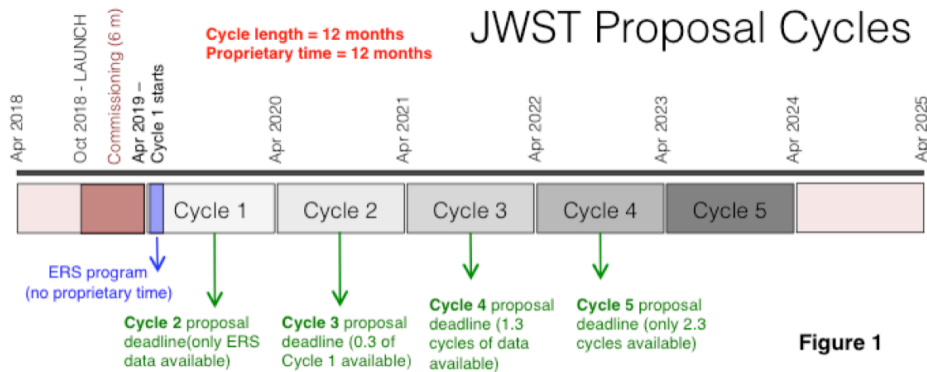 JWST Proposal Cycles
Cycle length = 12 months
Proprietary time = 12 months
Apr 2018
Oct 2018 - LAUNCH
Commissioning (6 m)
Apr 2019 –
Cycle 1 starts
Apr 2020
Apr 2021
Apr 2022
Apr 2023
Apr 2024
Apr 2025
Cycle 1
Cycle 2
Cycle 3
Cycle 4
Cycle 5
ERS program
(no proprietary time)
Cycle 2 proposal
deadline(only ERS
data available)
Cycle 3 proposal
deadline (0.3 of
Cycle 1 available)
Cycle 4 proposal
deadline (1.3
cycles of data
available)
Cycle 5 proposal
deadline (only 2.3
cycles available)
Figure 1